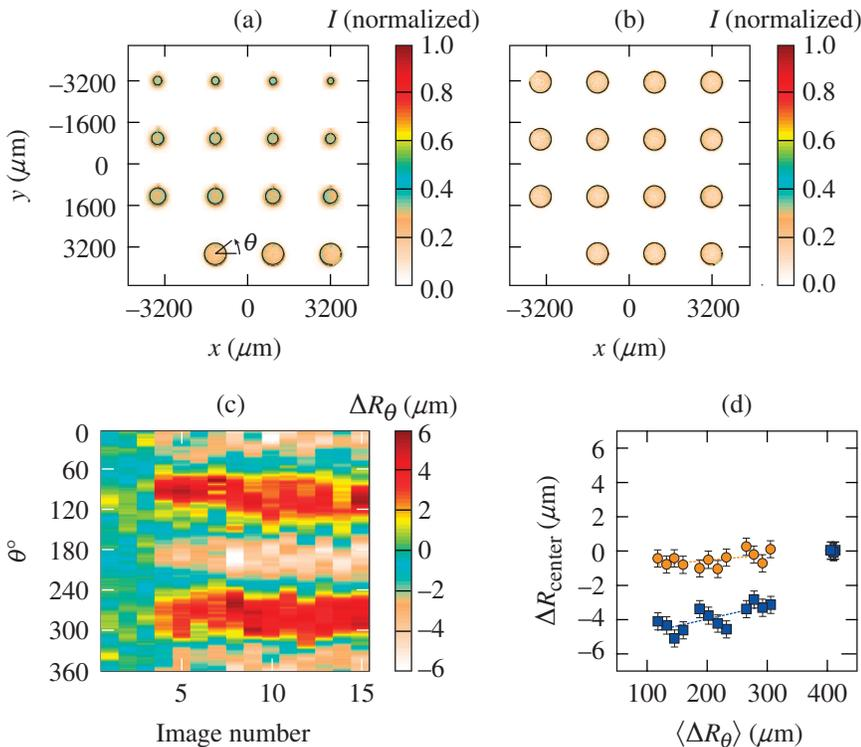 (a) I (normalized) (b) I (normalized)
1.0 1.0
−3200 0.8 0.8
−1600 0.6 0.6
y (μm) 0 0.4 0.4
1600 0.2 0.2
3200 θ
0.0 0.0
−3200 0 3200 −3200 0 3200
x (μm) x (μm)
(c) ΔRθ (μm) (d)
0 6
60 4
120 2
θ° 180 0
240 −2
300 −4
360 −6
5 10 15
Image number
ΔRcenter (μm)
6
4
2
0
−2
−4
−6
100 200 300 400
⟨ΔRθ⟩ (μm)